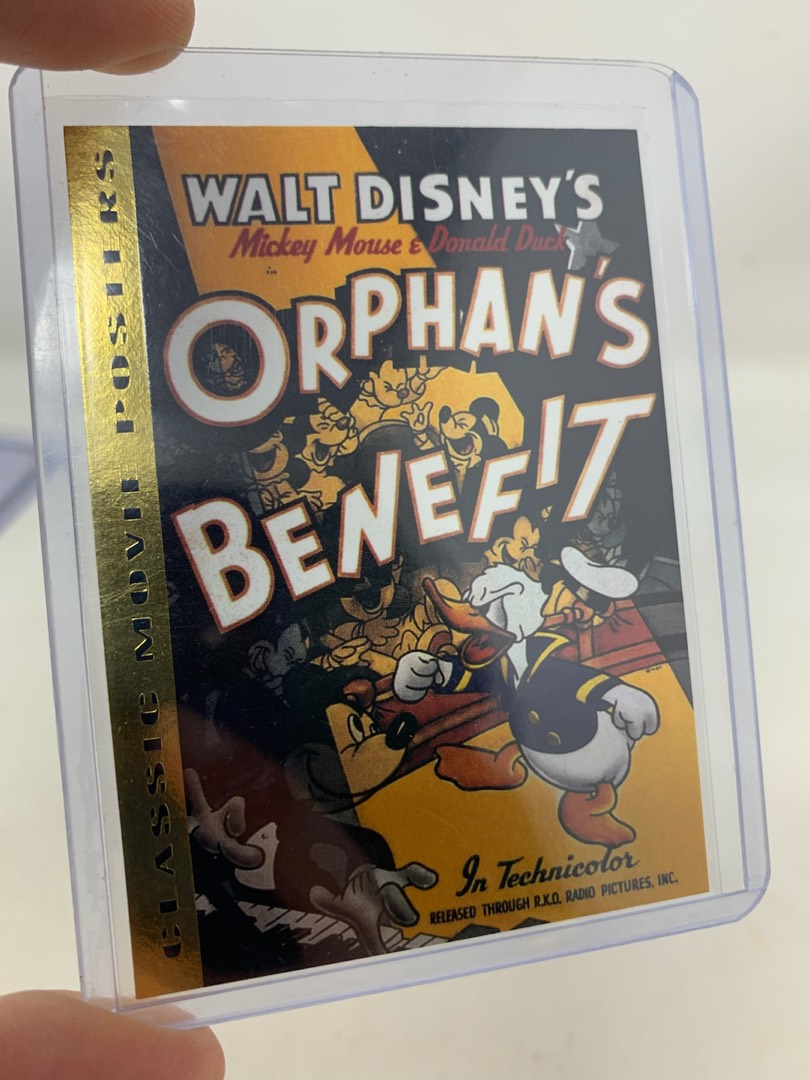 CLASSIC MOVIE POSTERS
WALT DISNEY'S
Mickey Mouse & Donald Duck
ORPHAN'S
BENEFIT
In Technicolor
RELEASED THROUGH R.K.O. RADIO PICTURES, INC.